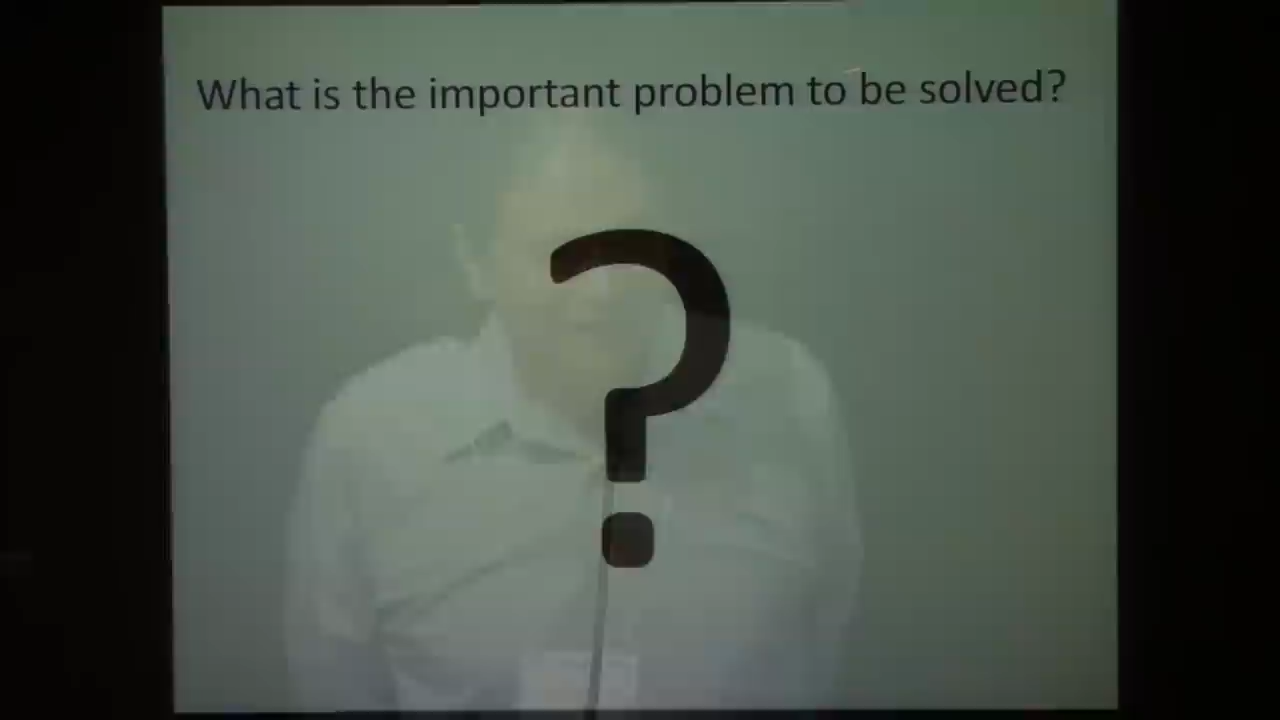 What is the important problem to be solved?
?